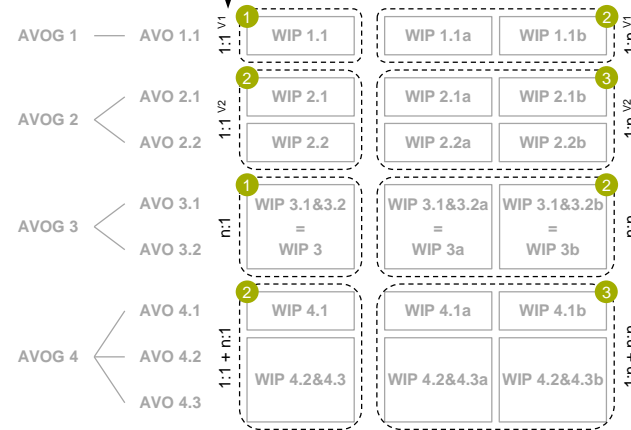 1 2
AVOG 1 AVO 1.1 1:1 V1 WIP 1.1 WIP 1.1a WIP 1.1b 1:n V1
2 3
AVO 2.1 WIP 2.1 WIP 2.1a WIP 2.1b
AVOG 2 1:1 V2 1:n V2
AVO 2.2 WIP 2.2 WIP 2.2a WIP 2.2b
1 2
AVO 3.1 WIP 3.1&3.2 WIP 3.1&3.2a WIP 3.1&3.2b
AVOG 3 n:1 = = = n:n
AVO 3.2 WIP 3 WIP 3a WIP 3b
2 3
AVO 4.1 WIP 4.1 WIP 4.1a WIP 4.1b
AVOG 4 AVO 4.2 1:1 + n:1 1:n + n:n
WIP 4.2&4.3 WIP 4.2&4.3a WIP 4.2&4.3b
AVO 4.3